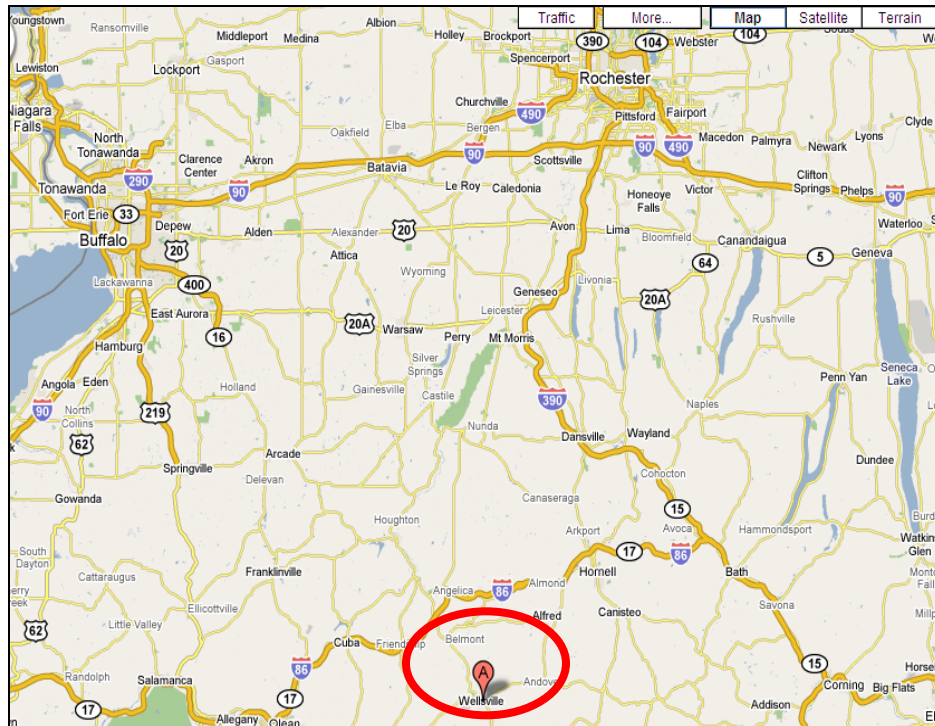 Traffic
More...
Map
Satellite
Terrain
Youngstown
Ransomville
Albion
Middleport
Medina
Holley
Brockport
390
104
Webster
104
Spencerport
Gasport
Lewiston
Lockport
Rochester
Niagara
Falls
Churchville
490
Pittsford
Fairport
Clyde
Elba
Oakfield
Bergen
North
Tonawanda
Macedon
Palmyra
Lyons
Newark
Clarence
Center
Akron
90
Scottsville
90
490
290
Batavia
Clifton
Springs
Phelps
Tonawanda
90
Le Roy
Caledonia
Honeoye
Falls
Victor
90
Fort Erie
33
Depew
Alden
Alexander
20
Avon
Lima
Bloomfield
Canandaigua
Waterloo
Buffalo
20
Attica
64
5
Geneva
Lackawanna
400
Wyoming
Livonia
Geneseo
20A
East Aurora
16
20A
Warsaw
Leicester
Rushville
Hamburg
Perry
Mt Morris
Silver
Springs
Penn Yan
Seneca
Lake
Angola
Eden
Holland
Gainesville
Castile
390
Naples
90
North
Collins
219
62
Nunda
Dansville
Wayland
Arcade
Dundee
Springville
Delevan
Cohocton
Gowanda
Canaseraga
15
Houghton
Arkport
Avoca
Hammondsport
Watkins
Glen
South
Dayton
17
86
Franklinville
Hornell
Bath
Cattaraugus
Angelica
86
Almond
Savona
Ellicottville
Alfred
Canisteo
62
Little Valley
Cuba
Friendship
Belmont
Randolph
Salamanca
86
A
Andover
15
Corning
Big Flats
17
17
Wellsville
Addison
Allegany
Olean